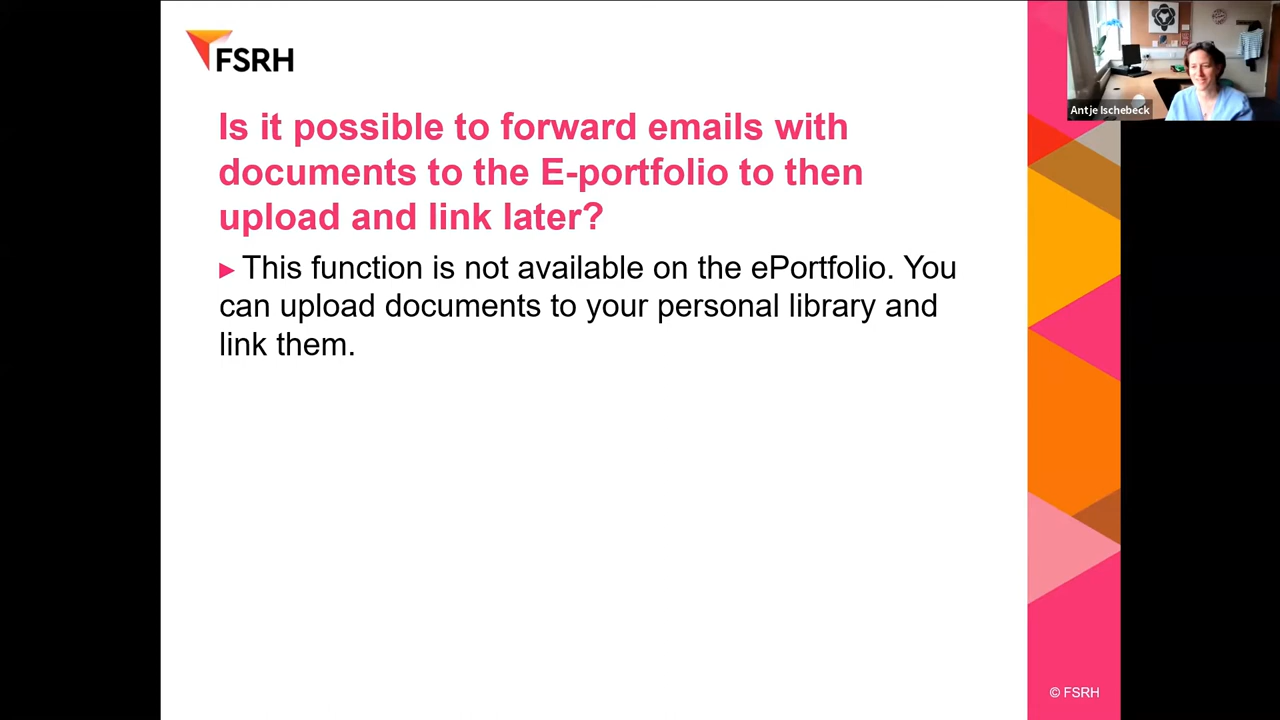 FSRH
Antje Ischebeck
Is it possible to forward emails with
documents to the E-portfolio to then
upload and link later?
▶ This function is not available on the ePortfolio. You
can upload documents to your personal library and
link them.
© FSRH